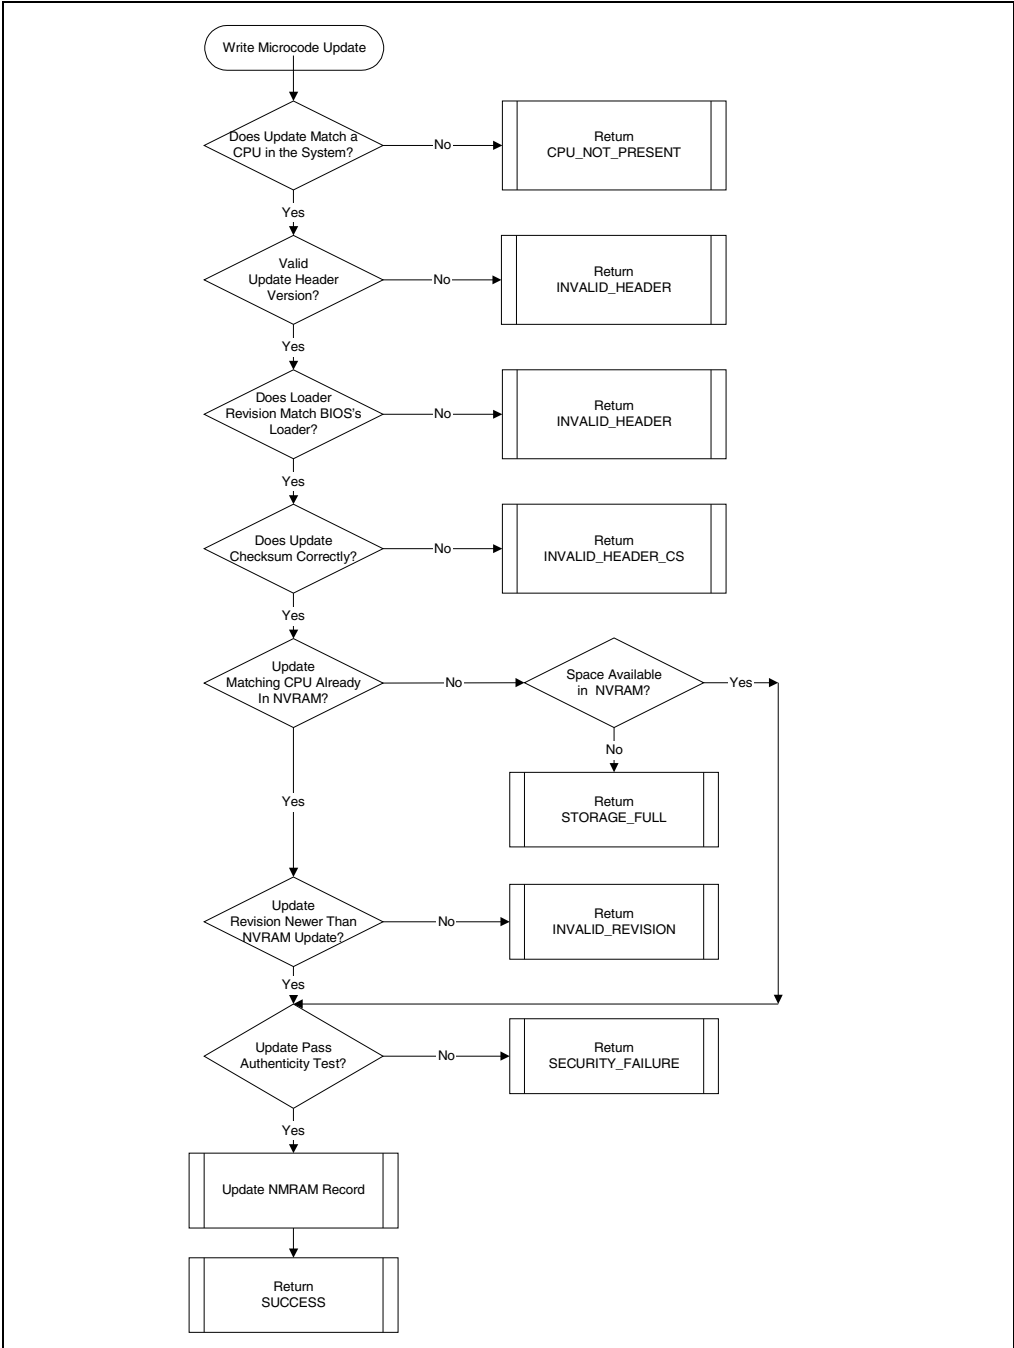 Write Microcode Update
Does Update Match a
CPU in the System?
No
Return
CPU_NOT_PRESENT
Yes
Valid
Update Header
Version?
No
Return
INVALID_HEADER
Yes
Does Loader
Revision Match BIOS's
Loader?
No
Return
INVALID_HEADER
Yes
Does Update
Checksum Correctly?
No
Return
INVALID_HEADER_CS
Yes
Update
Matching CPU Already
In NVRAM?
No
Space Available
in NVRAM?
Yes
No
Return
STORAGE_FULL
Yes
Update
Revision Newer Than
NVRAM Update?
No
Return
INVALID_REVISION
Yes
Update Pass
Authenticity Test?
No
Return
SECURITY_FAILURE
Yes
Update NMRAM Record
Return
SUCCESS